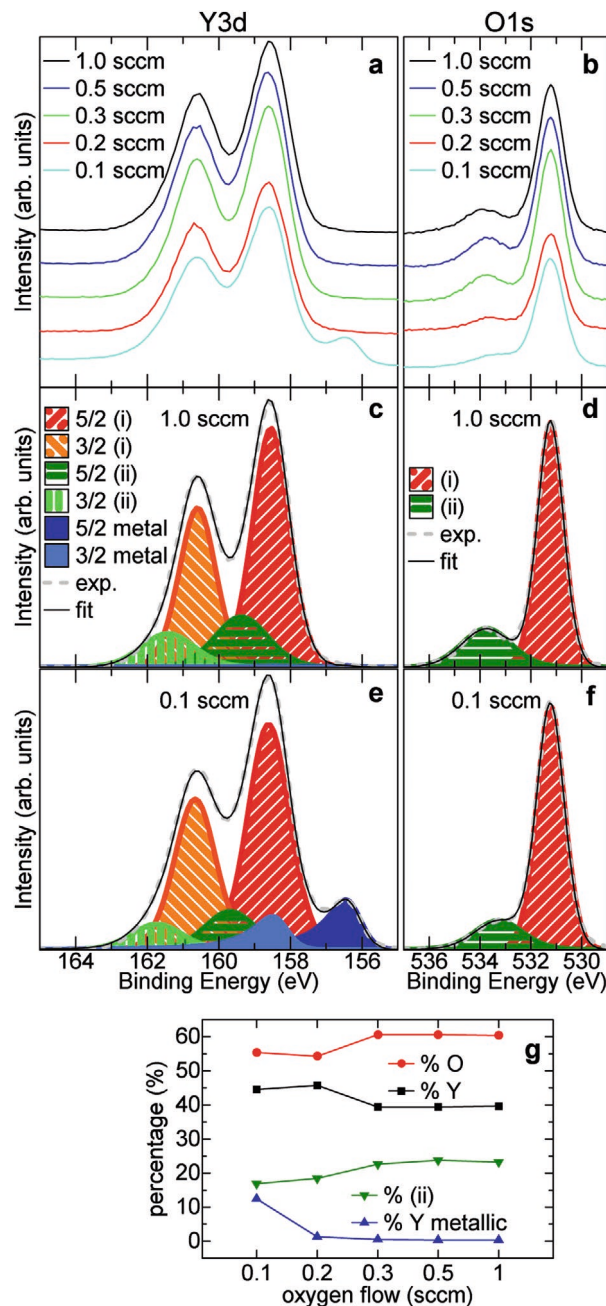 Y3d
O1s
Intensity (arb. units)
1.0 sccm
0.5 sccm
0.3 sccm
0.2 sccm
0.1 sccm
a
1.0 sccm
0.5 sccm
0.3 sccm
0.2 sccm
0.1 sccm
b
Intensity (arb. units)
5/2 (i)
3/2 (i)
5/2 (ii)
3/2 (ii)
5/2 metal
3/2 metal
exp.
fit
1.0 sccm
c
(i)
(ii)
exp.
fit
1.0 sccm
d
Intensity (arb. units)
0.1 sccm
e
0.1 sccm
f
164 162 160 158 156
Binding Energy (eV)
536 534 532 530
Binding Energy (eV)
percentage (%)
60
50
40
30
20
10
0
g
% O
% Y
% (ii)
% Y metallic
0.1 0.2 0.3 0.5 1
oxygen flow (sccm)